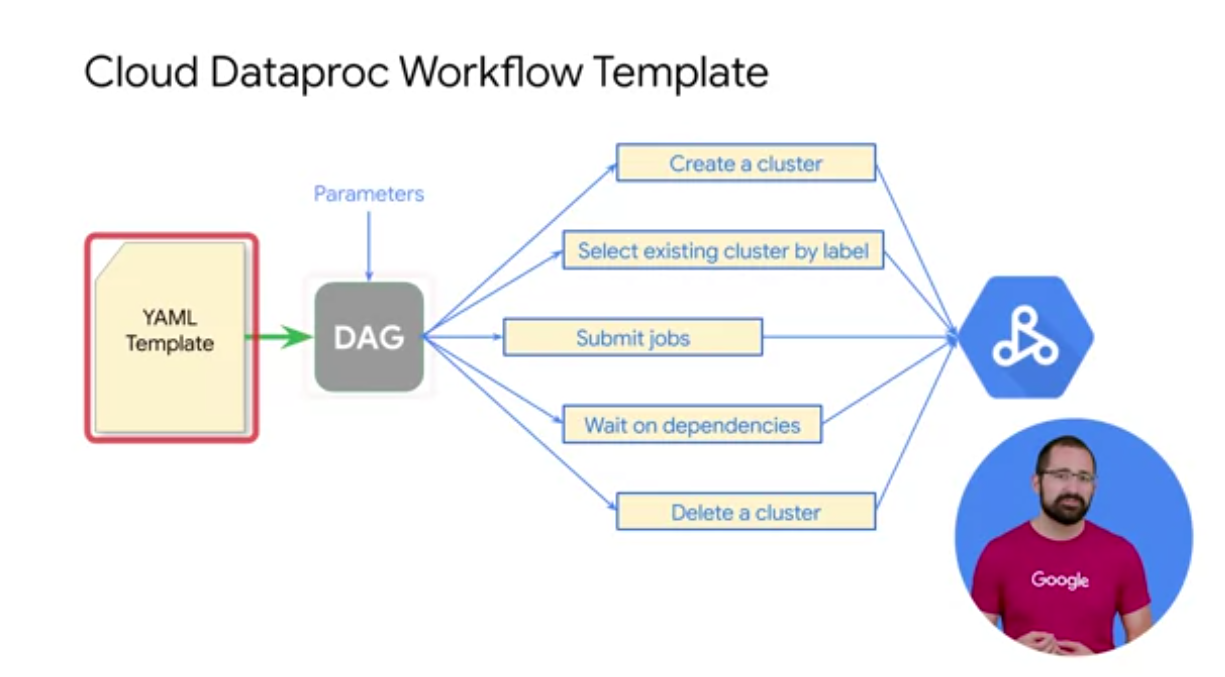 Cloud Dataproc Workflow Template
Parameters
YAML
Template
DAG
Create a cluster
Select existing cluster by label
Submit jobs
Wait on dependencies
Delete a cluster
Google